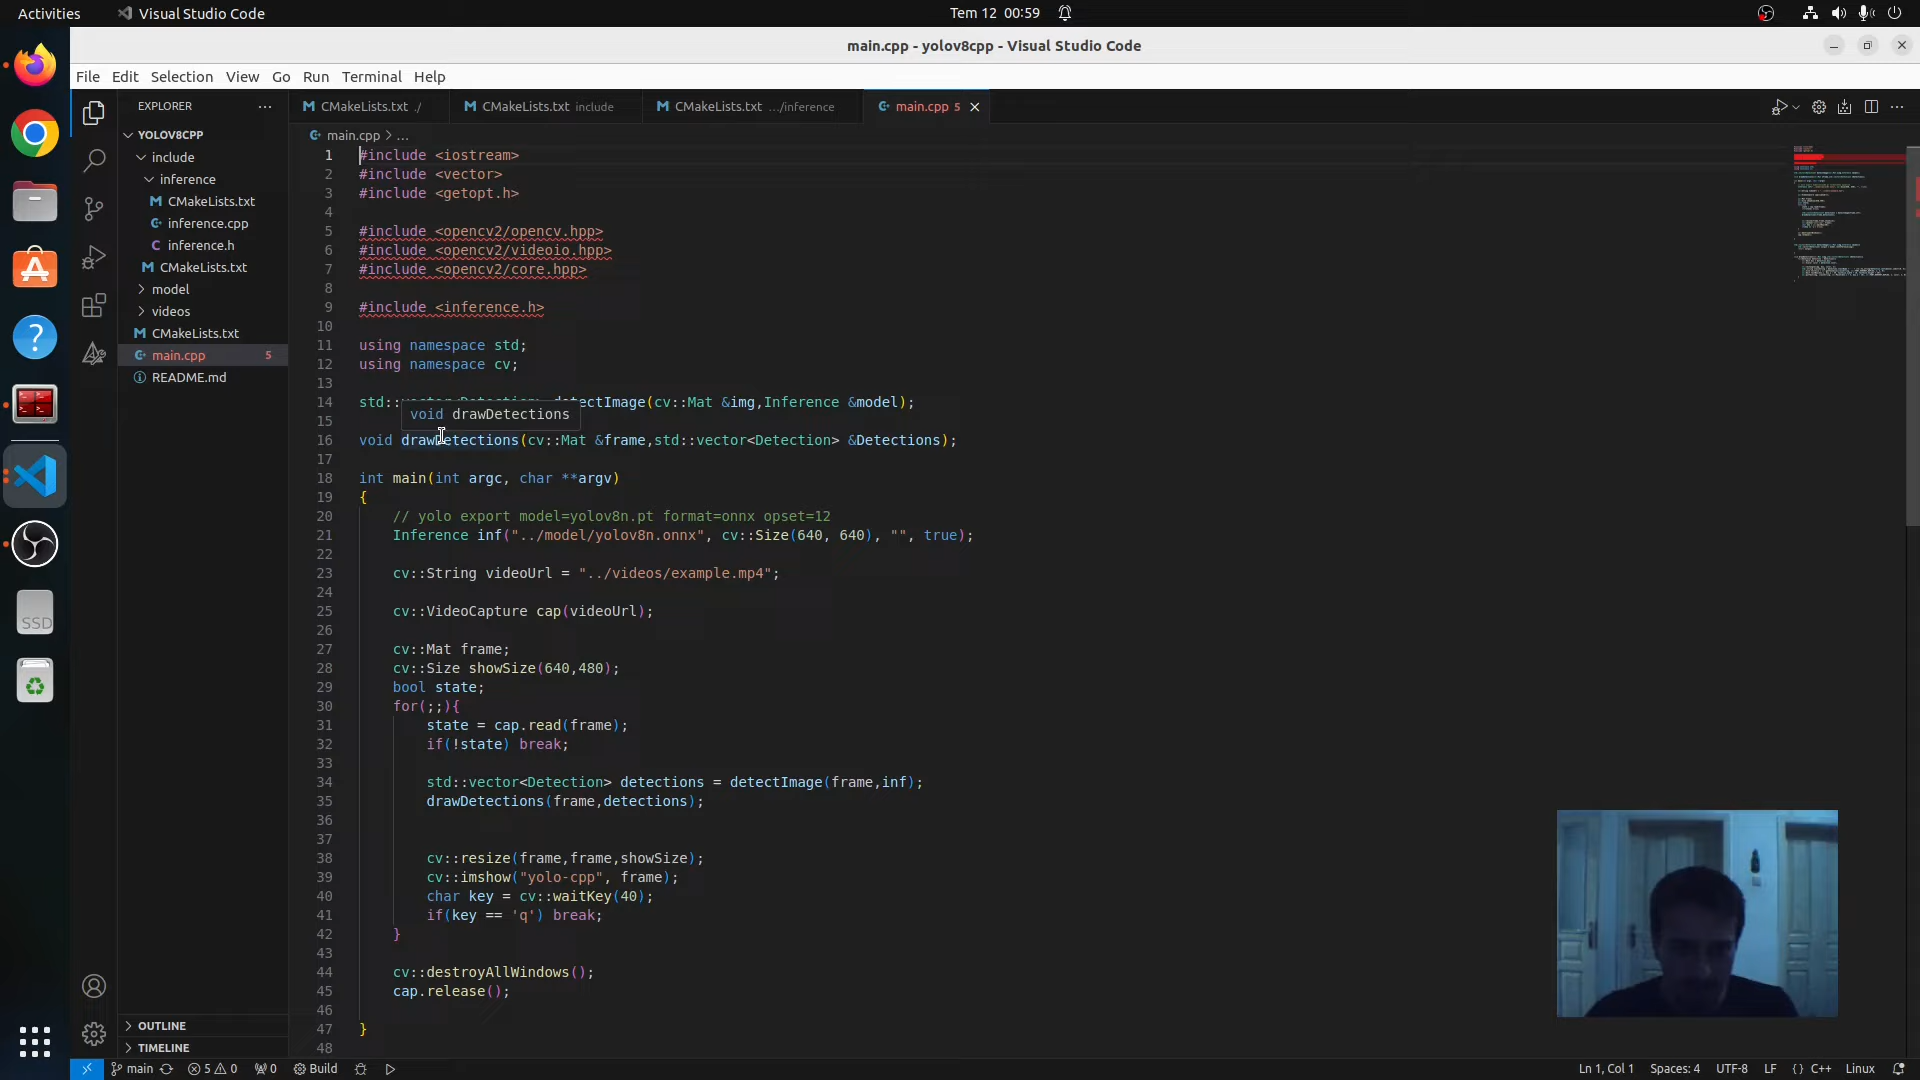 Activities
Visual Studio Code
Tem 12 00:59
main.cpp - yolov8cpp - Visual Studio Code
File Edit Selection View Go Run Terminal Help
EXPLORER
CMakeLists.txt ./
CMakeLists.txt include
CMakeLists.txt .../inference
main.cpp 5
YOLOV8CPP
include
inference
CMakeLists.txt
inference.cpp
inference.h
CMakeLists.txt
model
videos
CMakeLists.txt
main.cpp 5
README.md
OUTLINE
TIMELINE
SSD
main.cpp > ...
1 #include <iostream>
2 #include <vector>
3 #include <getopt.h>
4
5 #include <opencv2/opencv.hpp>
6 #include <opencv2/videoio.hpp>
7 #include <opencv2/core.hpp>
8
9 #include <inference.h>
10
11 using namespace std;
12 using namespace cv;
13
14 std::vector<Detection> detectImage(cv::Mat &img,Inference &model);
void drawDetections
15
16 void drawDetections(cv::Mat &frame,std::vector<Detection> &Detections);
17
18 int main(int argc, char **argv)
19 {
20 // yolo export model=yolov8n.pt format=onnx opset=12
21 Inference inf("../model/yolov8n.onnx", cv::Size(640, 640), "", true);
22
23 cv::String videoUrl = "../videos/example.mp4";
24
25 cv::VideoCapture cap(videoUrl);
26
27 cv::Mat frame;
28 cv::Size showSize(640,480);
29 bool state;
30 for(;;){
31 state = cap.read(frame);
32 if(!state) break;
33
34 std::vector<Detection> detections = detectImage(frame,inf);
35 drawDetections(frame,detections);
36
37
38 cv::resize(frame,frame,showSize);
39 cv::imshow("yolo-cpp", frame);
40 char key = cv::waitKey(40);
41 if(key == 'q') break;
42 }
43
44 cv::destroyAllWindows();
45 cap.release();
46
47 }
48
main 5 0 0 Build
Ln 1, Col 1 Spaces: 4 UTF-8 LF {} C++ Linux